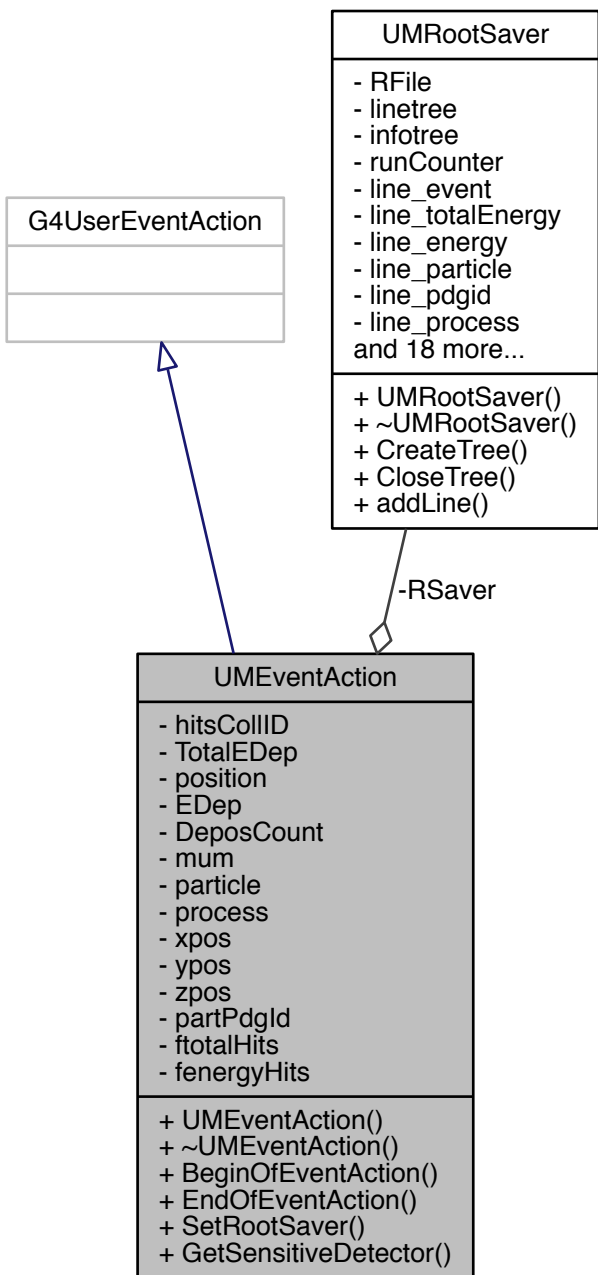 UMRootSaver
- RFile
- linetree
- infotree
- runCounter
- line_event
- line_totalEnergy
- line_energy
- line_particle
- line_pdgid
- line_process
and 18 more...
+ UMRootSaver()
+ ~UMRootSaver()
+ CreateTree()
+ CloseTree()
+ addLine()
G4UserEventAction
-RSaver
UMEventAction
- hitsCollID
- TotalEDep
- position
- EDep
- DeposCount
- mum
- particle
- process
- xpos
- ypos
- zpos
- partPdgId
- ftotalHits
- fenergyHits
+ UMEventAction()
+ ~UMEventAction()
+ BeginOfEventAction()
+ EndOfEventAction()
+ SetRootSaver()
+ GetSensitiveDetector()